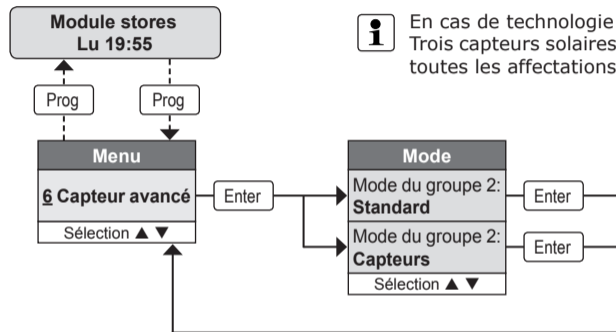 Module stores
Lu 19:55
En cas de technologie
Trois capteurs solaires
toutes les affectations
Prog
Prog
Menu
6 Capteur avancé
Sélection ▲ ▼
Enter
Mode
Mode du groupe 2:
Standard
Mode du groupe 2:
Capteurs
Sélection ▲ ▼
Enter
Enter